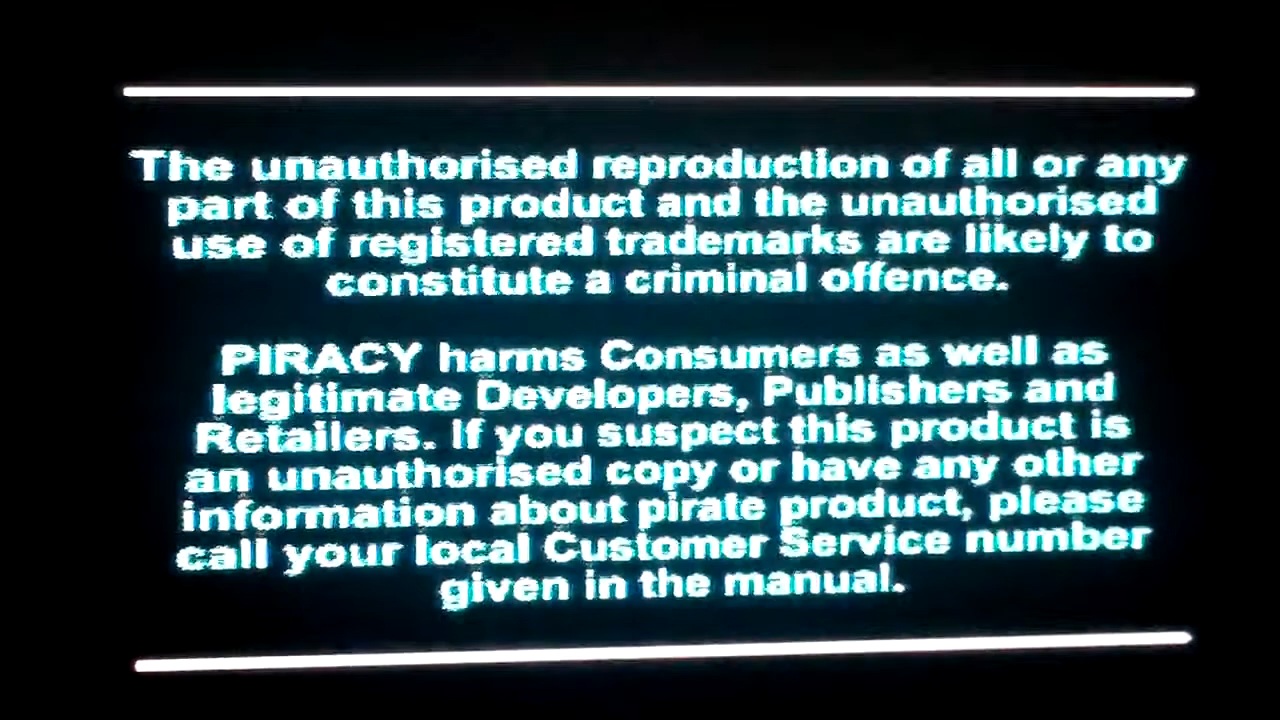 The unauthorised reproduction of all or any
part of this product and the unauthorised
use of registered trademarks are likely to
constitute a criminal offence.
PIRACY harms Consumers as well as
legitimate Developers, Publishers and
Retailers. If you suspect this product is
an unauthorised copy or have any other
information about pirate product, please
call your local Customer Service number
given in the manual.